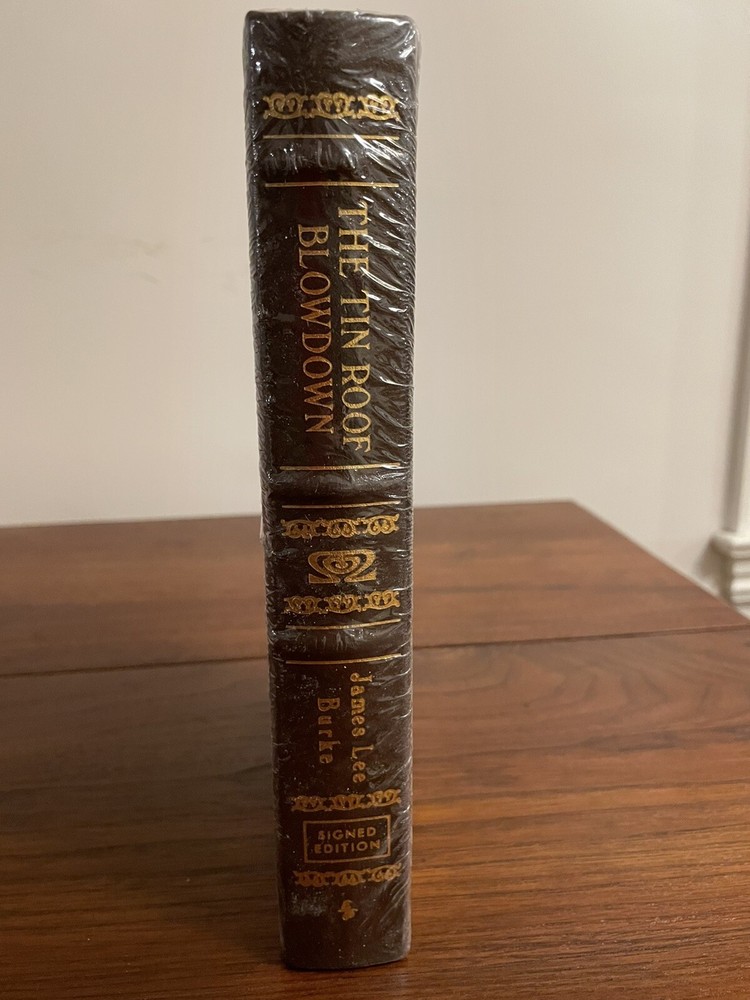 THE TIN ROOF
BLOWDOWN
James Lee
Burke
SIGNED
EDITION